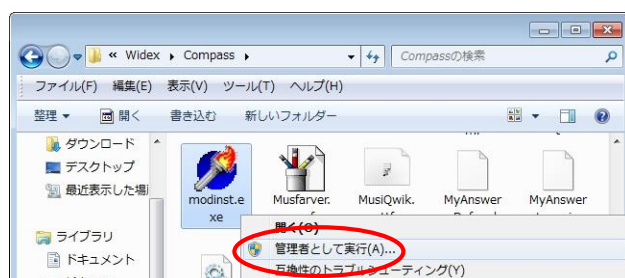 « Widex ▸ Compass ▸
Compassの検索
ファイル(F) 編集(E) 表示(V) ツール(T) ヘルプ(H)
整理 ▼ 開く 書き込む 新しいフォルダー
ダウンロード
デスクトップ
最近表示した場
ライブラリ
ドキュメント
modinst.e
xe
Musfarver.
MusiQwik.
MyAnswer
MyAnswer
開く(O)
管理者として実行(A)...
互換性のトラブルシューティング(Y)